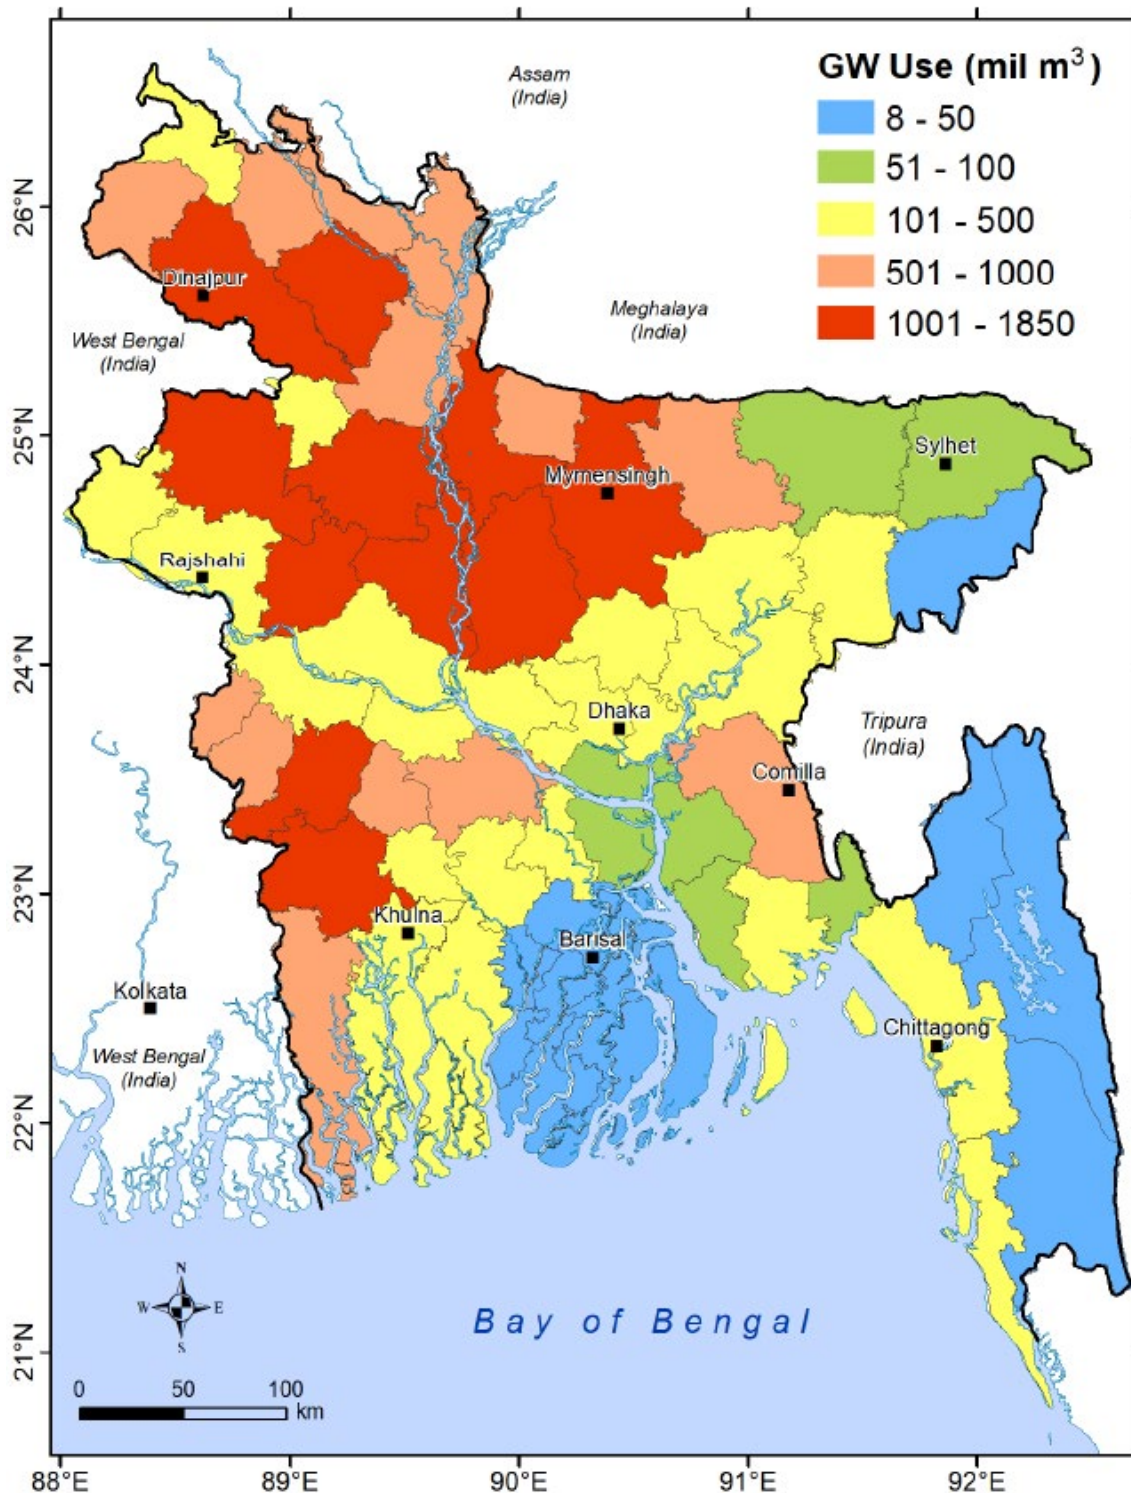 Assam
(India)
GW Use (mil m³)
8 - 50
51 - 100
101 - 500
501 - 1000
1001 - 1850
26°N
Dinajpur
Meghalaya
(India)
West Bengal
(India)
25°N
Sylhet
Mymensingh
Rajshahi
24°N
Dhaka
Tripura
(India)
Comilla
23°N
Khulna
Barisal
Kolkata
Chittagong
West Bengal
(India)
22°N
N
W E
S
Bay of Bengal
21°N
0 50 100
km
88°E 89°E 90°E 91°E 92°E